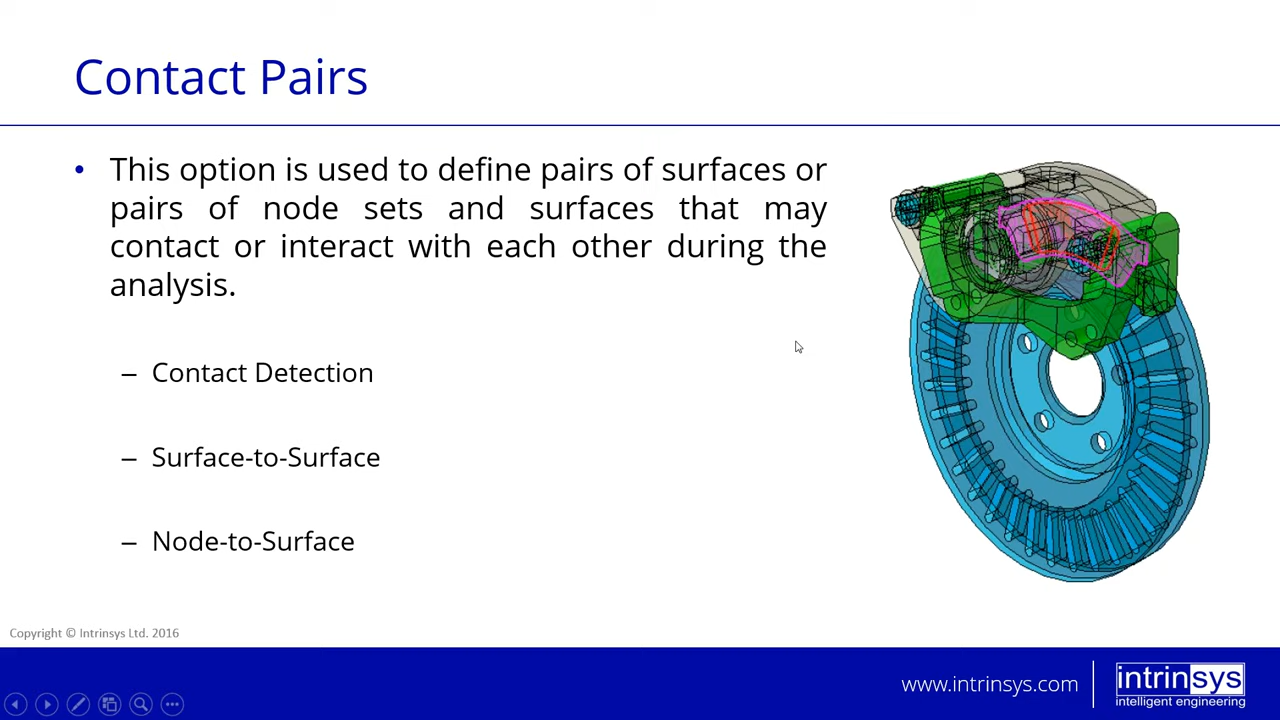 Contact Pairs
• This option is used to define pairs of surfaces or
pairs of node sets and surfaces that may
contact or interact with each other during the
analysis.
– Contact Detection
– Surface-to-Surface
– Node-to-Surface
Copyright © Intrinsys Ltd. 2016
www.intrinsys.com
intrinsys
intelligent engineering